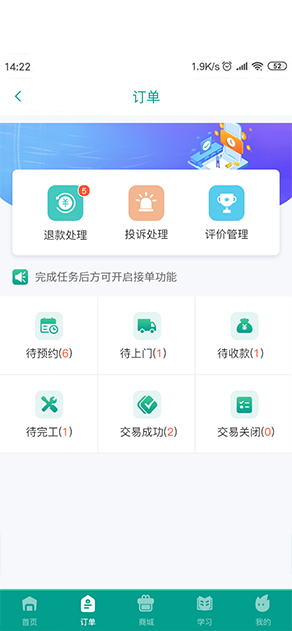 14:22 1.9K/s 52
订单
5
退款处理 投诉处理 评价管理
完成任务后方可开启接单功能
待预约(6) 待上门(1) 待收款(1)
待完工(1) 交易成功(2) 交易关闭(0)
首页 订单 商城 学习 我的